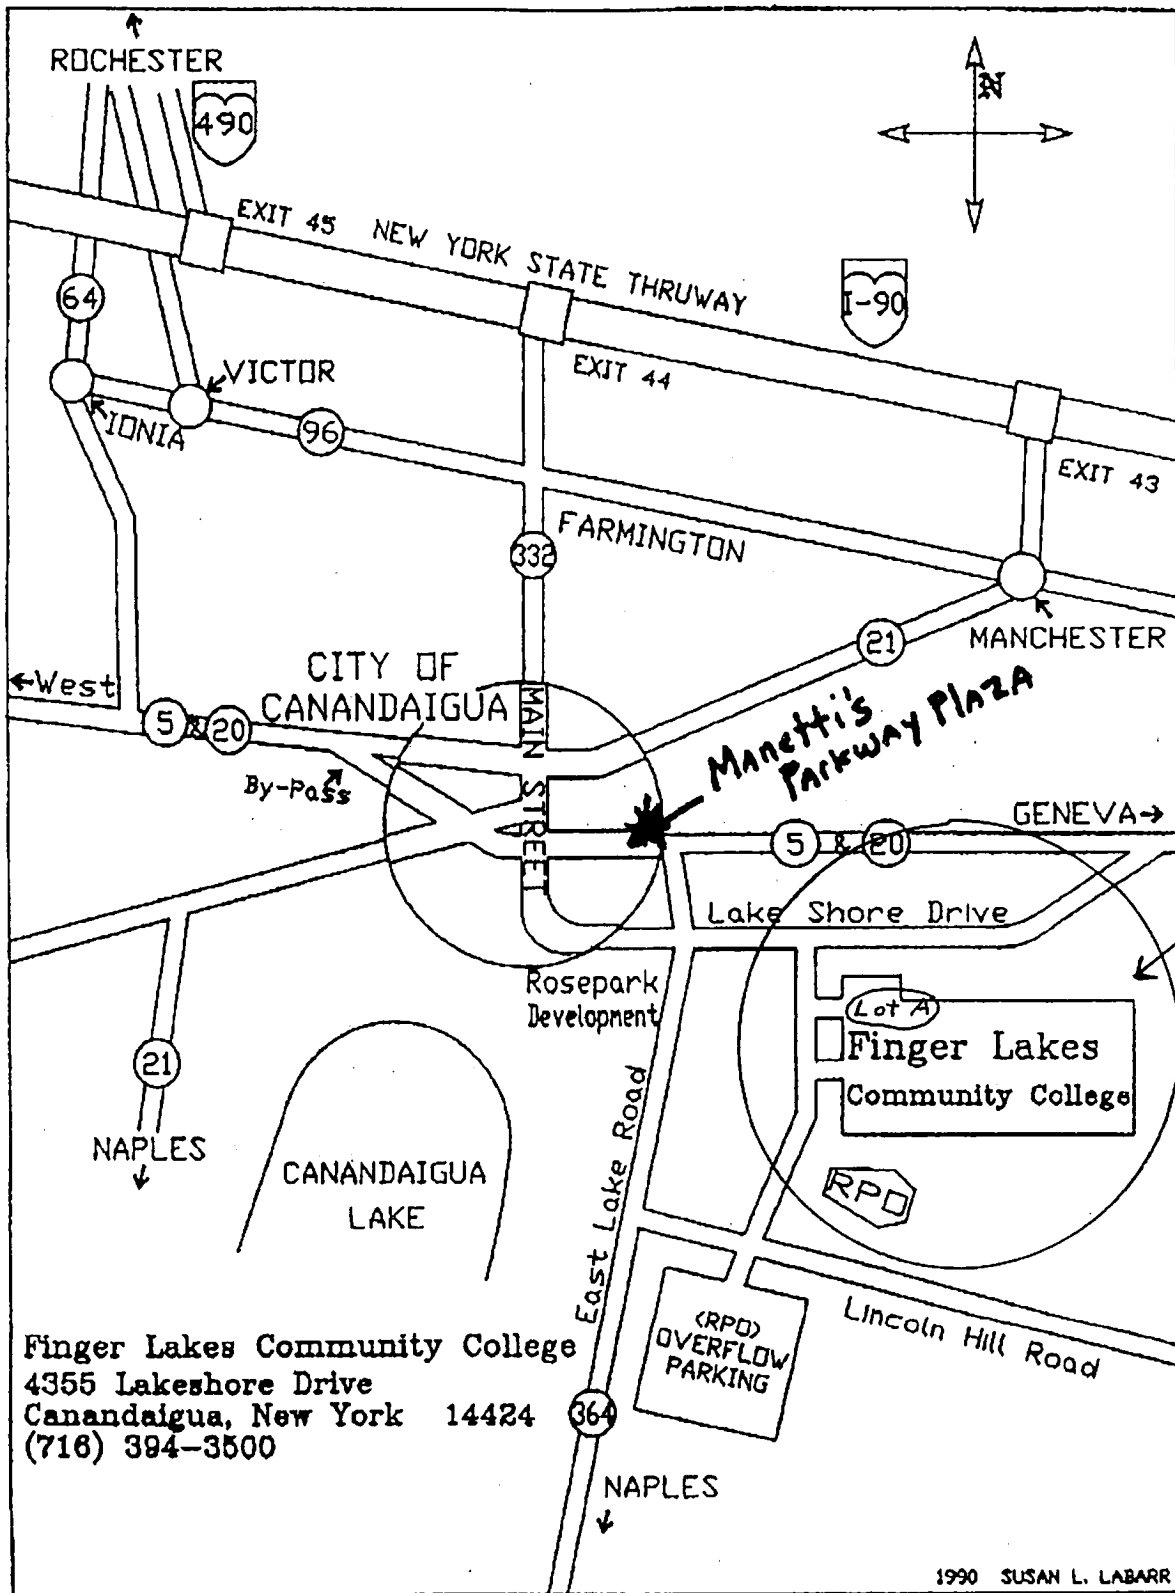 ROCHESTER
490
N
EXIT 45 NEW YORK STATE THRUWAY
I-90
64
EXIT 44
VICTOR
IONIA
96
EXIT 43
FARMINGTON
332
MANCHESTER
21
←West
CITY OF
CANANDAIGUA
MAIN STREET
Manetti's
Parkway Plaza
5 & 20
By-Pass
GENEVA→
5 & 20
Lake Shore Drive
Rosepark
Development
Lot A
Finger Lakes
Community College
21
NAPLES
CANANDAIGUA
LAKE
East Lake Road
RPO
Lincoln Hill Road
<RPO>
OVERFLOW
PARKING
Finger Lakes Community College
4355 Lakeshore Drive
Canandaigua, New York 14424
(716) 394-3500
364
NAPLES
1990 SUSAN L. LABARR